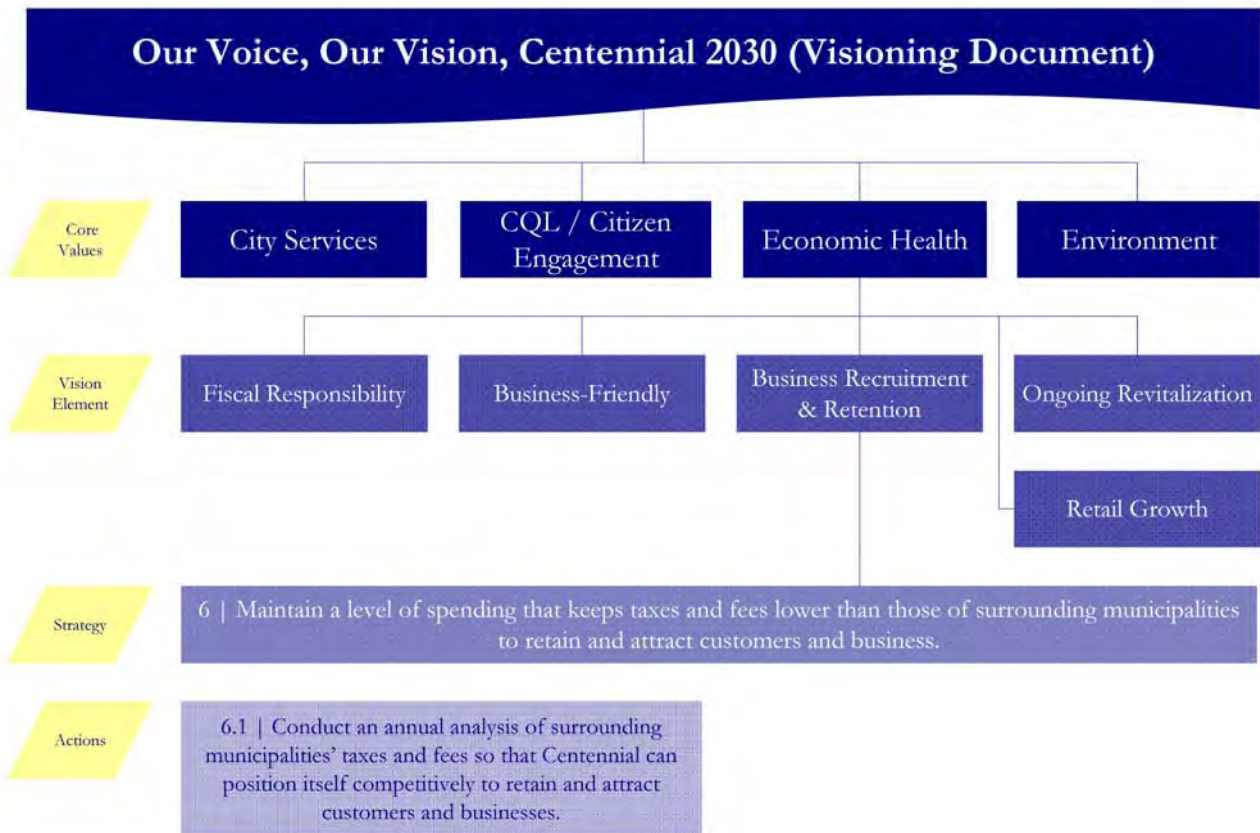 Our Voice, Our Vision, Centennial 2030 (Visioning Document)
Core
Values
City Services
CQL / Citizen
Engagement
Economic Health
Environment
Vision
Element
Fiscal Responsibility
Business-Friendly
Business Recruitment
& Retention
Ongoing Revitalization
Retail Growth
Strategy
6 | Maintain a level of spending that keeps taxes and fees lower than those of surrounding municipalities
to retain and attract customers and business.
Actions
6.1 | Conduct an annual analysis of surrounding
municipalities’ taxes and fees so that Centennial can
position itself competitively to retain and attract
customers and businesses.